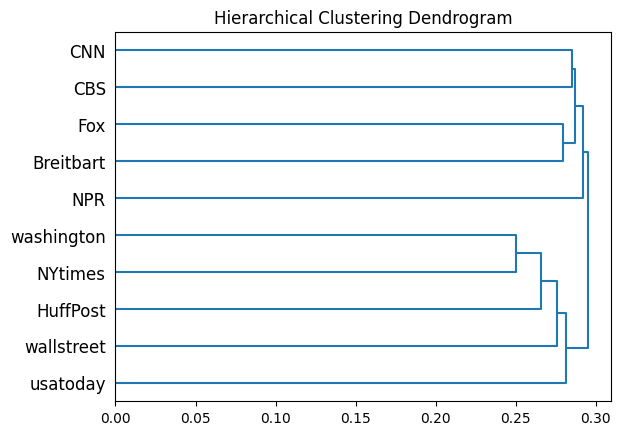 Hierarchical Clustering Dendrogram
CNN
CBS
Fox
Breitbart
NPR
washington
NYtimes
HuffPost
wallstreet
usatoday
0.00 0.05 0.10 0.15 0.20 0.25 0.30